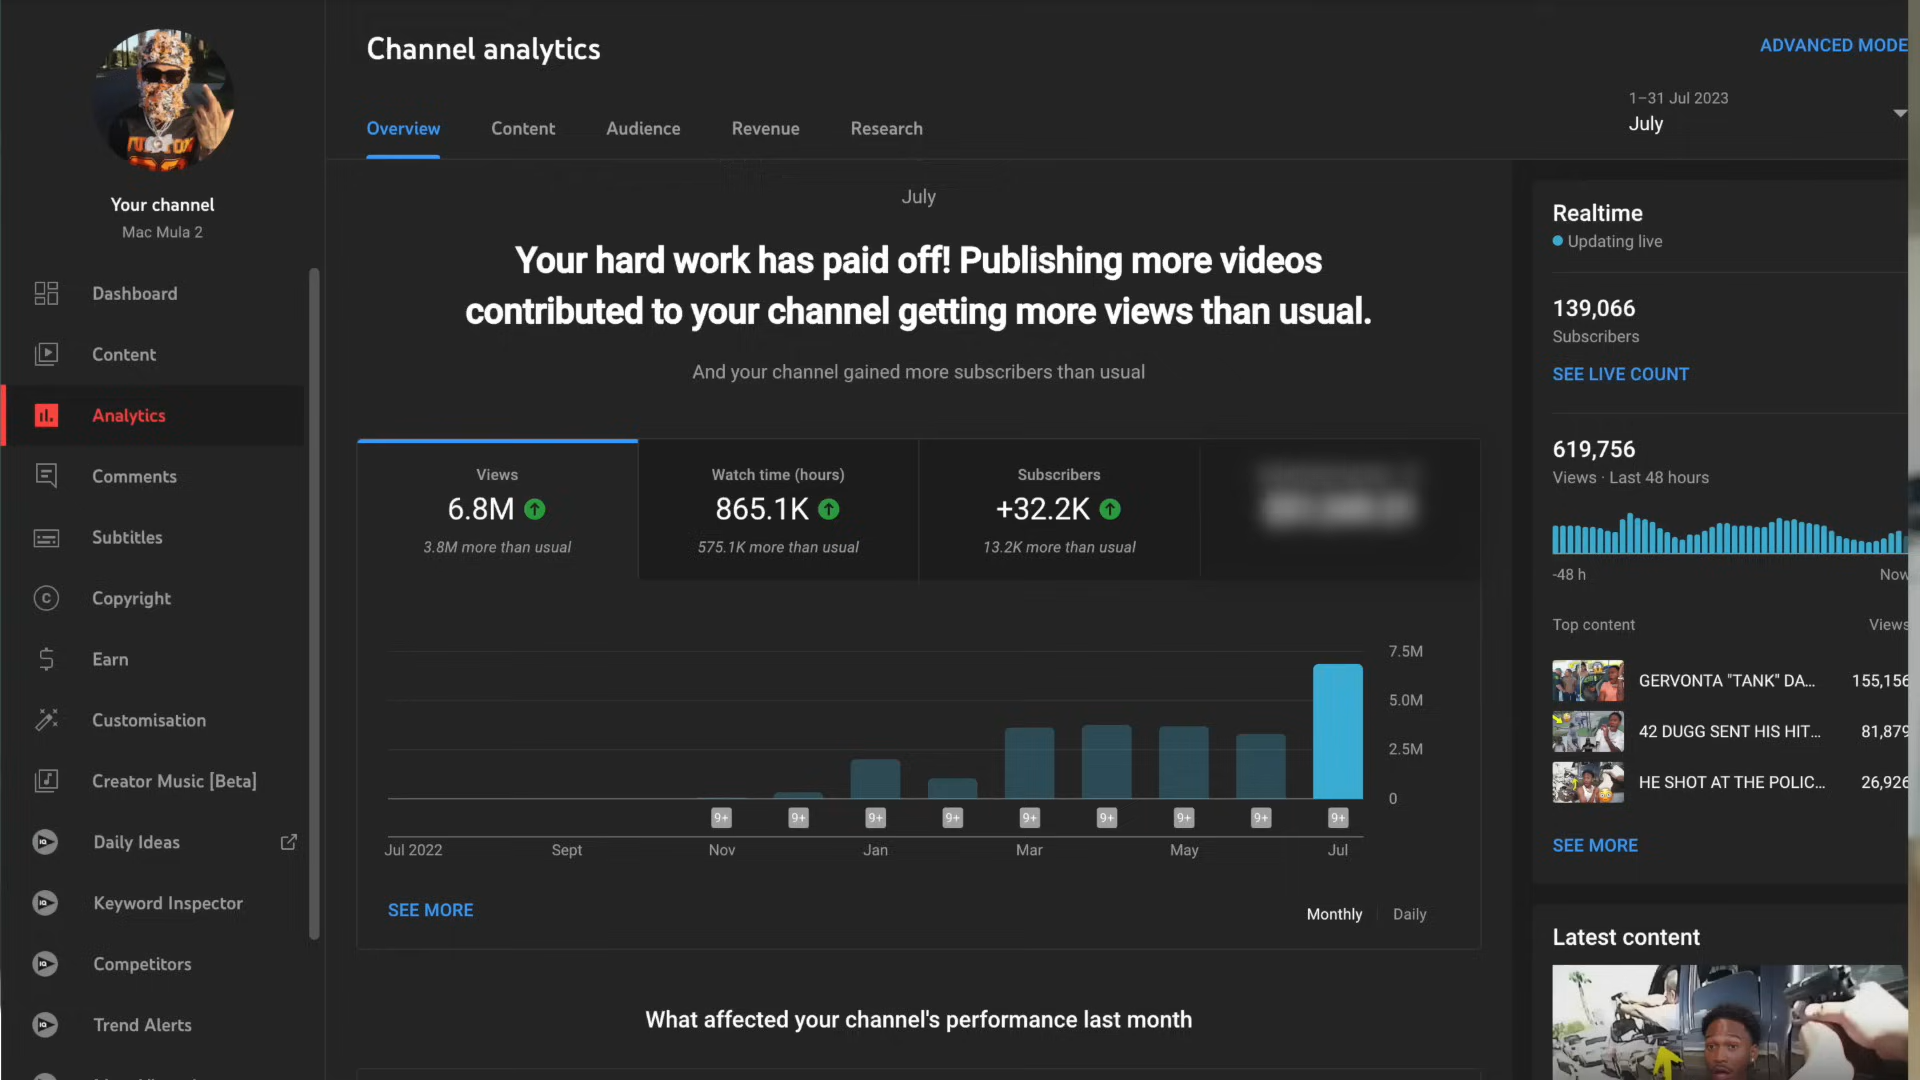 Your channel
Mac Mula 2
Dashboard
Content
Analytics
Comments
Subtitles
Copyright
Earn
Customisation
Creator Music [Beta]
Daily Ideas
Keyword Inspector
Competitors
Trend Alerts
Channel analytics
ADVANCED MODE
Overview
Content
Audience
Revenue
Research
1–31 Jul 2023
July
July
Your hard work has paid off! Publishing more videos
contributed to your channel getting more views than usual.
And your channel gained more subscribers than usual
Views
6.8M
3.8M more than usual
Watch time (hours)
865.1K
575.1K more than usual
Subscribers
+32.2K
13.2K more than usual
7.5M
5.0M
2.5M
0
9+ 9+ 9+ 9+ 9+ 9+ 9+ 9+ 9+
Jul 2022 Sept Nov Jan Mar May Jul
SEE MORE
Monthly
Daily
What affected your channel's performance last month
Realtime
Updating live
139,066
Subscribers
SEE LIVE COUNT
619,756
Views · Last 48 hours
-48 h
Now
Top content
Views
GERVONTA "TANK" DA... 155,156
42 DUGG SENT HIS HIT... 81,879
HE SHOT AT THE POLIC... 26,926
SEE MORE
Latest content